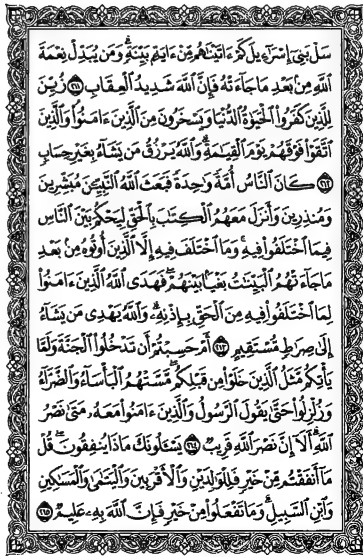 سَلْ بَنِىٓ إِسْرَٰٓءِيلَ كَمْ ءَاتَيْنَٰهُم مِّنْ ءَايَةٍۭ بَيِّنَةٍ ۗ وَمَن يُبَدِّلْ نِعْمَةَ
ٱللَّهِ مِنۢ بَعْدِ مَا جَآءَتْهُ فَإِنَّ ٱللَّهَ شَدِيدُ ٱلْعِقَابِ ٢١١ زُيِّنَ
لِلَّذِينَ كَفَرُوا۟ ٱلْحَيَوٰةُ ٱلدُّنْيَا وَيَسْخَرُونَ مِنَ ٱلَّذِينَ ءَامَنُوا۟ ۘ وَٱلَّذِينَ
ٱتَّقَوْا۟ فَوْقَهُمْ يَوْمَ ٱلْقِيَٰمَةِ ۗ وَٱللَّهُ يَرْزُقُ مَن يَشَآءُ بِغَيْرِ حِسَابٍ
٢١٢ كَانَ ٱلنَّاسُ أُمَّةً وَٰحِدَةً فَبَعَثَ ٱللَّهُ ٱلنَّبِيِّـۧنَ مُبَشِّرِينَ
وَمُنذِرِينَ وَأَنزَلَ مَعَهُمُ ٱلْكِتَٰبَ بِٱلْحَقِّ لِيَحْكُمَ بَيْنَ ٱلنَّاسِ
فِيمَا ٱخْتَلَفُوا۟ فِيهِ ۚ وَمَا ٱخْتَلَفَ فِيهِ إِلَّا ٱلَّذِينَ أُوتُوهُ مِنۢ بَعْدِ
مَا جَآءَتْهُمُ ٱلْبَيِّنَٰتُ بَغْيًۢا بَيْنَهُمْ ۖ فَهَدَى ٱللَّهُ ٱلَّذِينَ ءَامَنُوا۟
لِمَا ٱخْتَلَفُوا۟ فِيهِ مِنَ ٱلْحَقِّ بِإِذْنِهِۦ ۗ وَٱللَّهُ يَهْدِى مَن يَشَآءُ
إِلَىٰ صِرَٰطٍ مُّسْتَقِيمٍ ٢١٣ أَمْ حَسِبْتُمْ أَن تَدْخُلُوا۟ ٱلْجَنَّةَ وَلَمَّا
يَأْتِكُم مَّثَلُ ٱلَّذِينَ خَلَوْا۟ مِن قَبْلِكُم ۖ مَّسَّتْهُمُ ٱلْبَأْسَآءُ وَٱلضَّرَّآءُ
وَزُلْزِلُوا۟ حَتَّىٰ يَقُولَ ٱلرَّسُولُ وَٱلَّذِينَ ءَامَنُوا۟ مَعَهُۥ مَتَىٰ نَصْرُ
ٱللَّهِ ۗ أَلَآ إِنَّ نَصْرَ ٱللَّهِ قَرِيبٌ ٢١٤ يَسْـَٔلُونَكَ مَاذَا يُنفِقُونَ ۖ قُلْ
مَآ أَنفَقْتُم مِّنْ خَيْرٍ فَلِلْوَٰلِدَيْنِ وَٱلْأَقْرَبِينَ وَٱلْيَتَٰمَىٰ وَٱلْمَسَٰكِينِ
وَٱبْنِ ٱلسَّبِيلِ ۗ وَمَا تَفْعَلُوا۟ مِنْ خَيْرٍ فَإِنَّ ٱللَّهَ بِهِۦ عَلِيمٌ ٢١٥